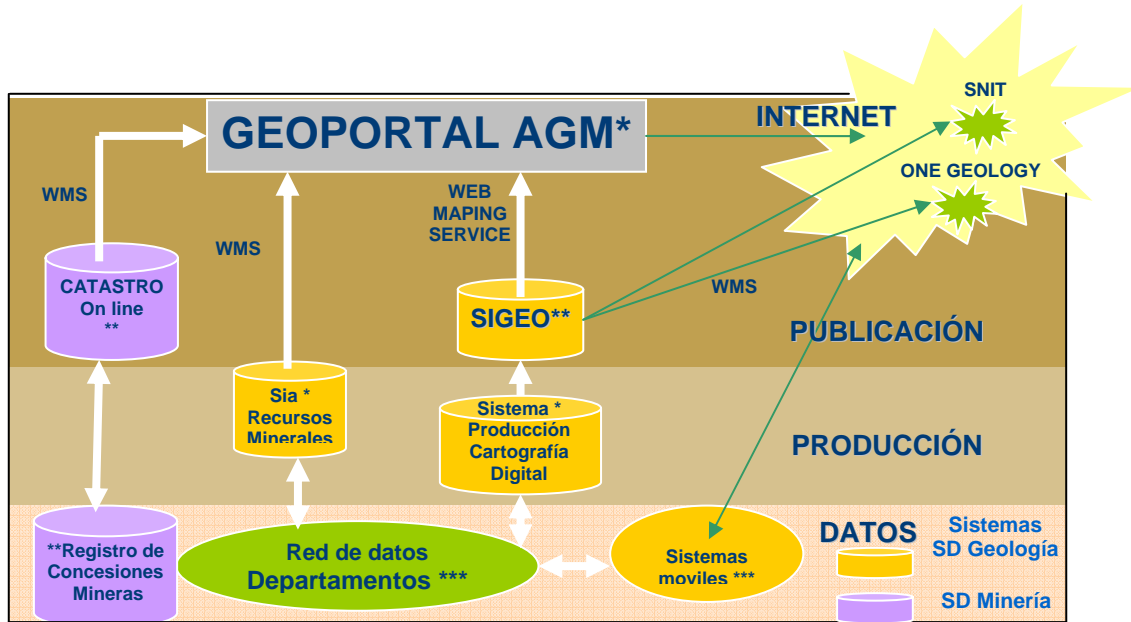 SNIT
INTERNET
GEOPORTAL AGM*
ONE GEOLOGY
WMS
WEB
MAPING
SERVICE
WMS
CATASTRO
On line
**
WMS
SIGEO**
PUBLICACIÓN
Sia *
Recursos
Minerales
Sistema *
Producción
Cartografía
Digital
PRODUCCIÓN
**Registro de
Concesiones
Mineras
Red de datos
Departamentos ***
Sistemas
moviles ***
DATOS
Sistemas
SD Geología
SD Minería